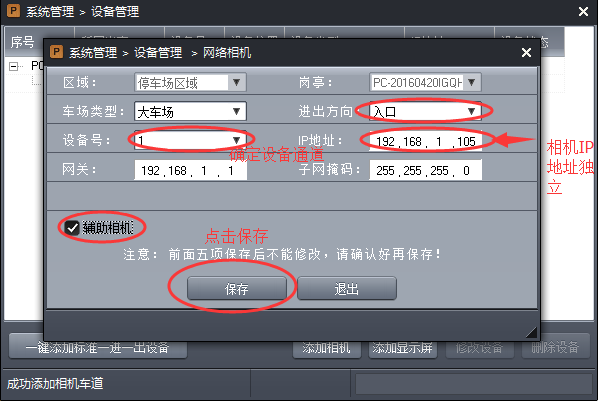 P 系统管理 > 设备管理
序号
P 系统管理 > 设备管理 > 网络相机
PC
区域: 停车场区域 岗亭: PC-20160420IGQH
车场类型: 大车场 进出方向: 入口
设备号: 1 IP地址: 192 .168 . 1 .105
相机IP地址独立
确定设备通道
网关: 192 .168 . 1 . 1 子网掩码: 255 .255 .255 . 0
辅助相机
点击保存
注意: 前面五项保存后不能修改,请确认好再保存!
保存 退出
一键添加标准一进一出设备 添加相机 添加显示屏 修改设备 删除设备
成功添加相机车道